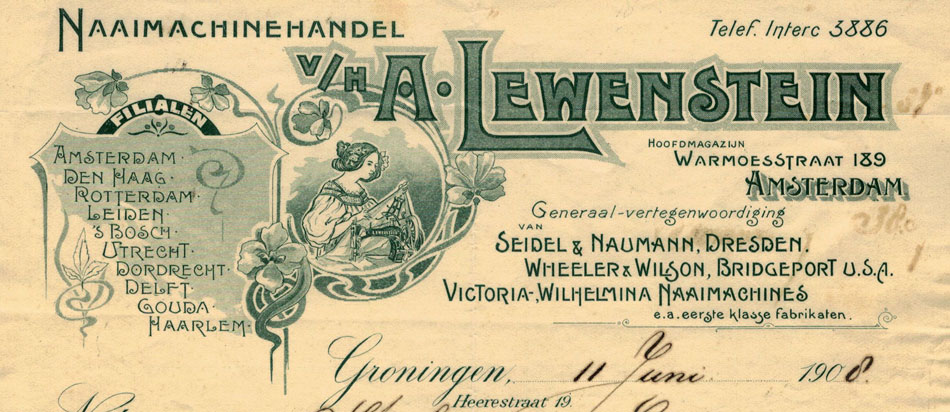 NAAIMACHINEHANDEL
Telef. Interc 3886
V/H A. LEWENSTEIN
FILIALEN
AMSTERDAM.
DEN HAAG.
ROTTERDAM.
LEIDEN.
'S BOSCH.
UTRECHT.
DORDRECHT.
DELFT.
GOUDA.
HAARLEM.
HOOFDMAGAZIJN
WARMOESSTRAAT 189
AMSTERDAM
Generaal-vertegenwoordiging
VAN
SEIDEL & NAUMANN, DRESDEN.
WHEELER & WILSON, BRIDGEPORT U.S.A.
VICTORIA-, WILHELMINA NAAIMACHINES
e.a. eerste klasse fabrikaten.
Groningen, 11 Juni 1908.
Heerestraat 19.